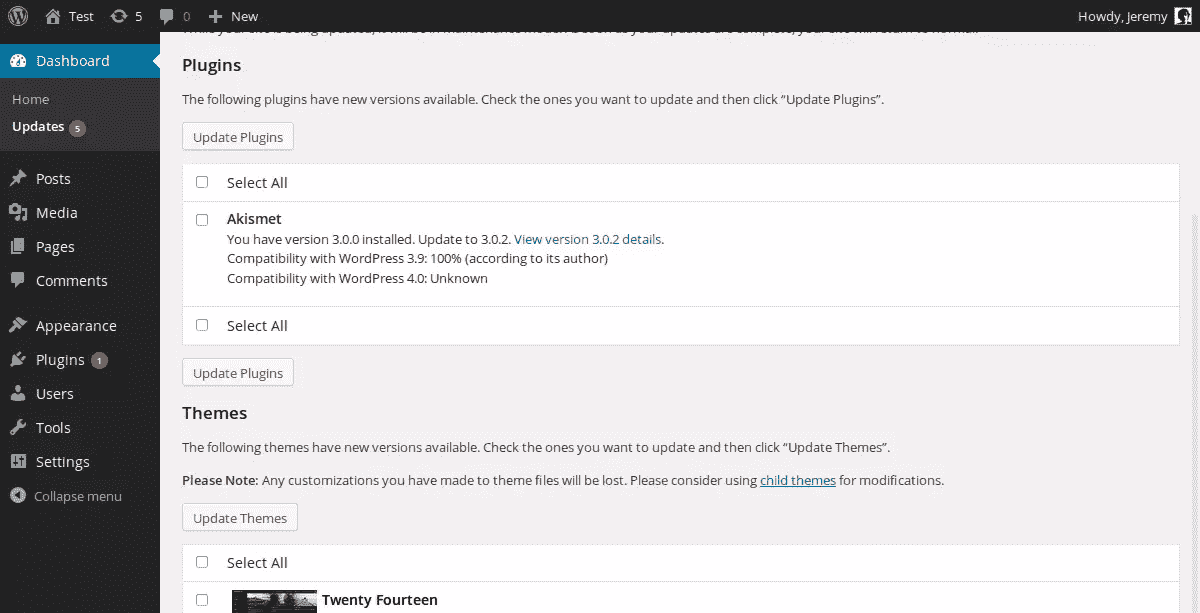 Test 5 0 New Howdy, Jeremy
Dashboard
Home
Updates 5
Posts
Media
Pages
Comments
Appearance
Plugins 1
Users
Tools
Settings
Collapse menu
Plugins
The following plugins have new versions available. Check the ones you want to update and then click “Update Plugins”.
Update Plugins
Select All
Akismet
You have version 3.0.0 installed. Update to 3.0.2. View version 3.0.2 details.
Compatibility with WordPress 3.9: 100% (according to its author)
Compatibility with WordPress 4.0: Unknown
Select All
Update Plugins
Themes
The following themes have new versions available. Check the ones you want to update and then click “Update Themes”.
Please Note: Any customizations you have made to theme files will be lost. Please consider using child themes for modifications.
Update Themes
Select All
Twenty Fourteen